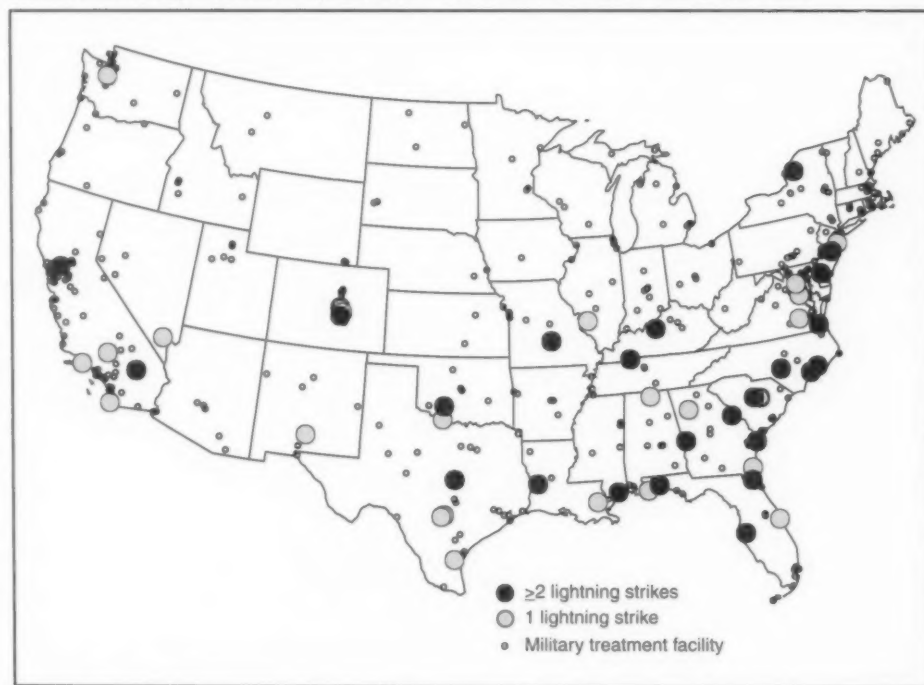 ≥2 lightning strikes
1 lightning strike
Military treatment facility